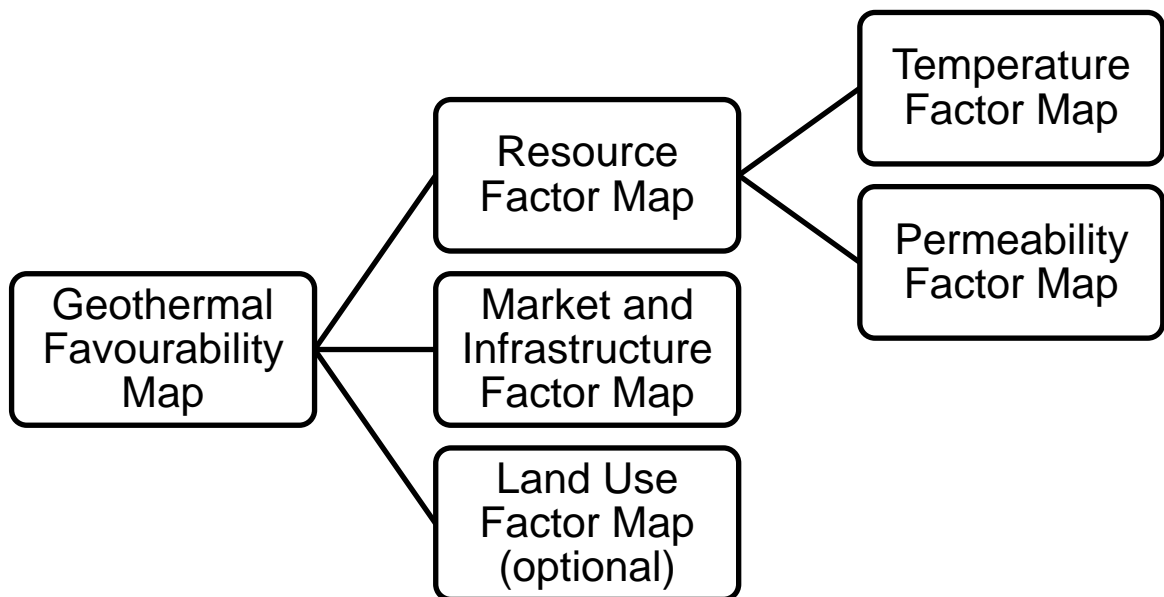 Geothermal
Favourability
Map
Resource
Factor Map
Market and
Infrastructure
Factor Map
Land Use
Factor Map
(optional)
Temperature
Factor Map
Permeability
Factor Map